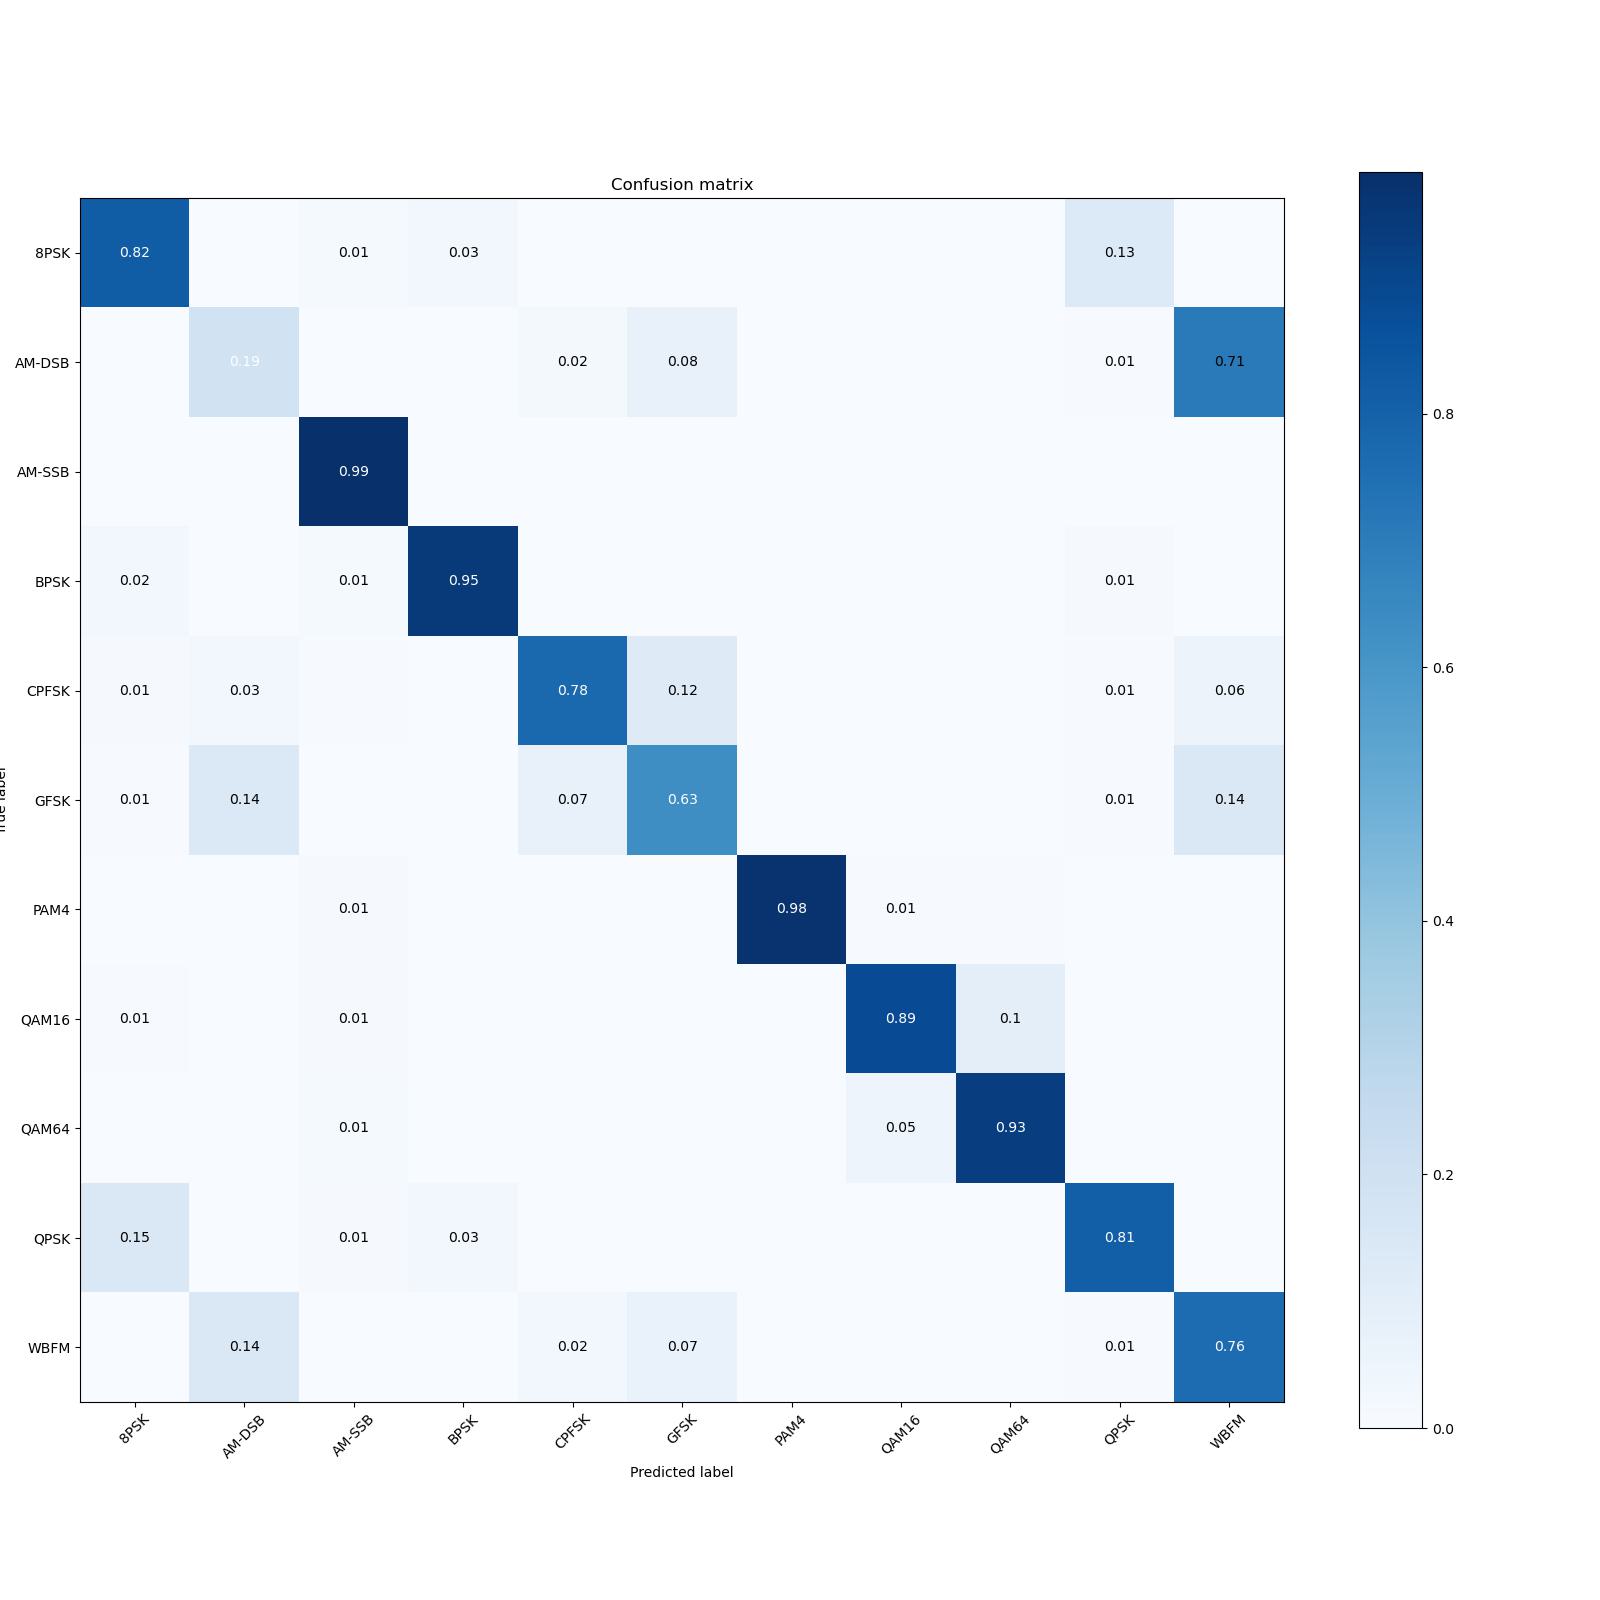 Confusion matrix
8PSK 0.82 0.01 0.03 0.13
AM-DSB 0.19 0.02 0.08 0.01 0.71
AM-SSB 0.99
BPSK 0.02 0.01 0.95 0.01
CPFSK 0.01 0.03 0.78 0.12 0.01 0.06
GFSK 0.01 0.14 0.07 0.63 0.01 0.14
PAM4 0.01 0.98 0.01
QAM16 0.01 0.01 0.89 0.1
QAM64 0.01 0.05 0.93
QPSK 0.15 0.01 0.03 0.81
WBFM 0.14 0.02 0.07 0.01 0.76
8PSK AM-DSB AM-SSB BPSK CPFSK GFSK PAM4 QAM16 QAM64 QPSK WBFM
Predicted label
True label
0.8
0.6
0.4
0.2
0.0